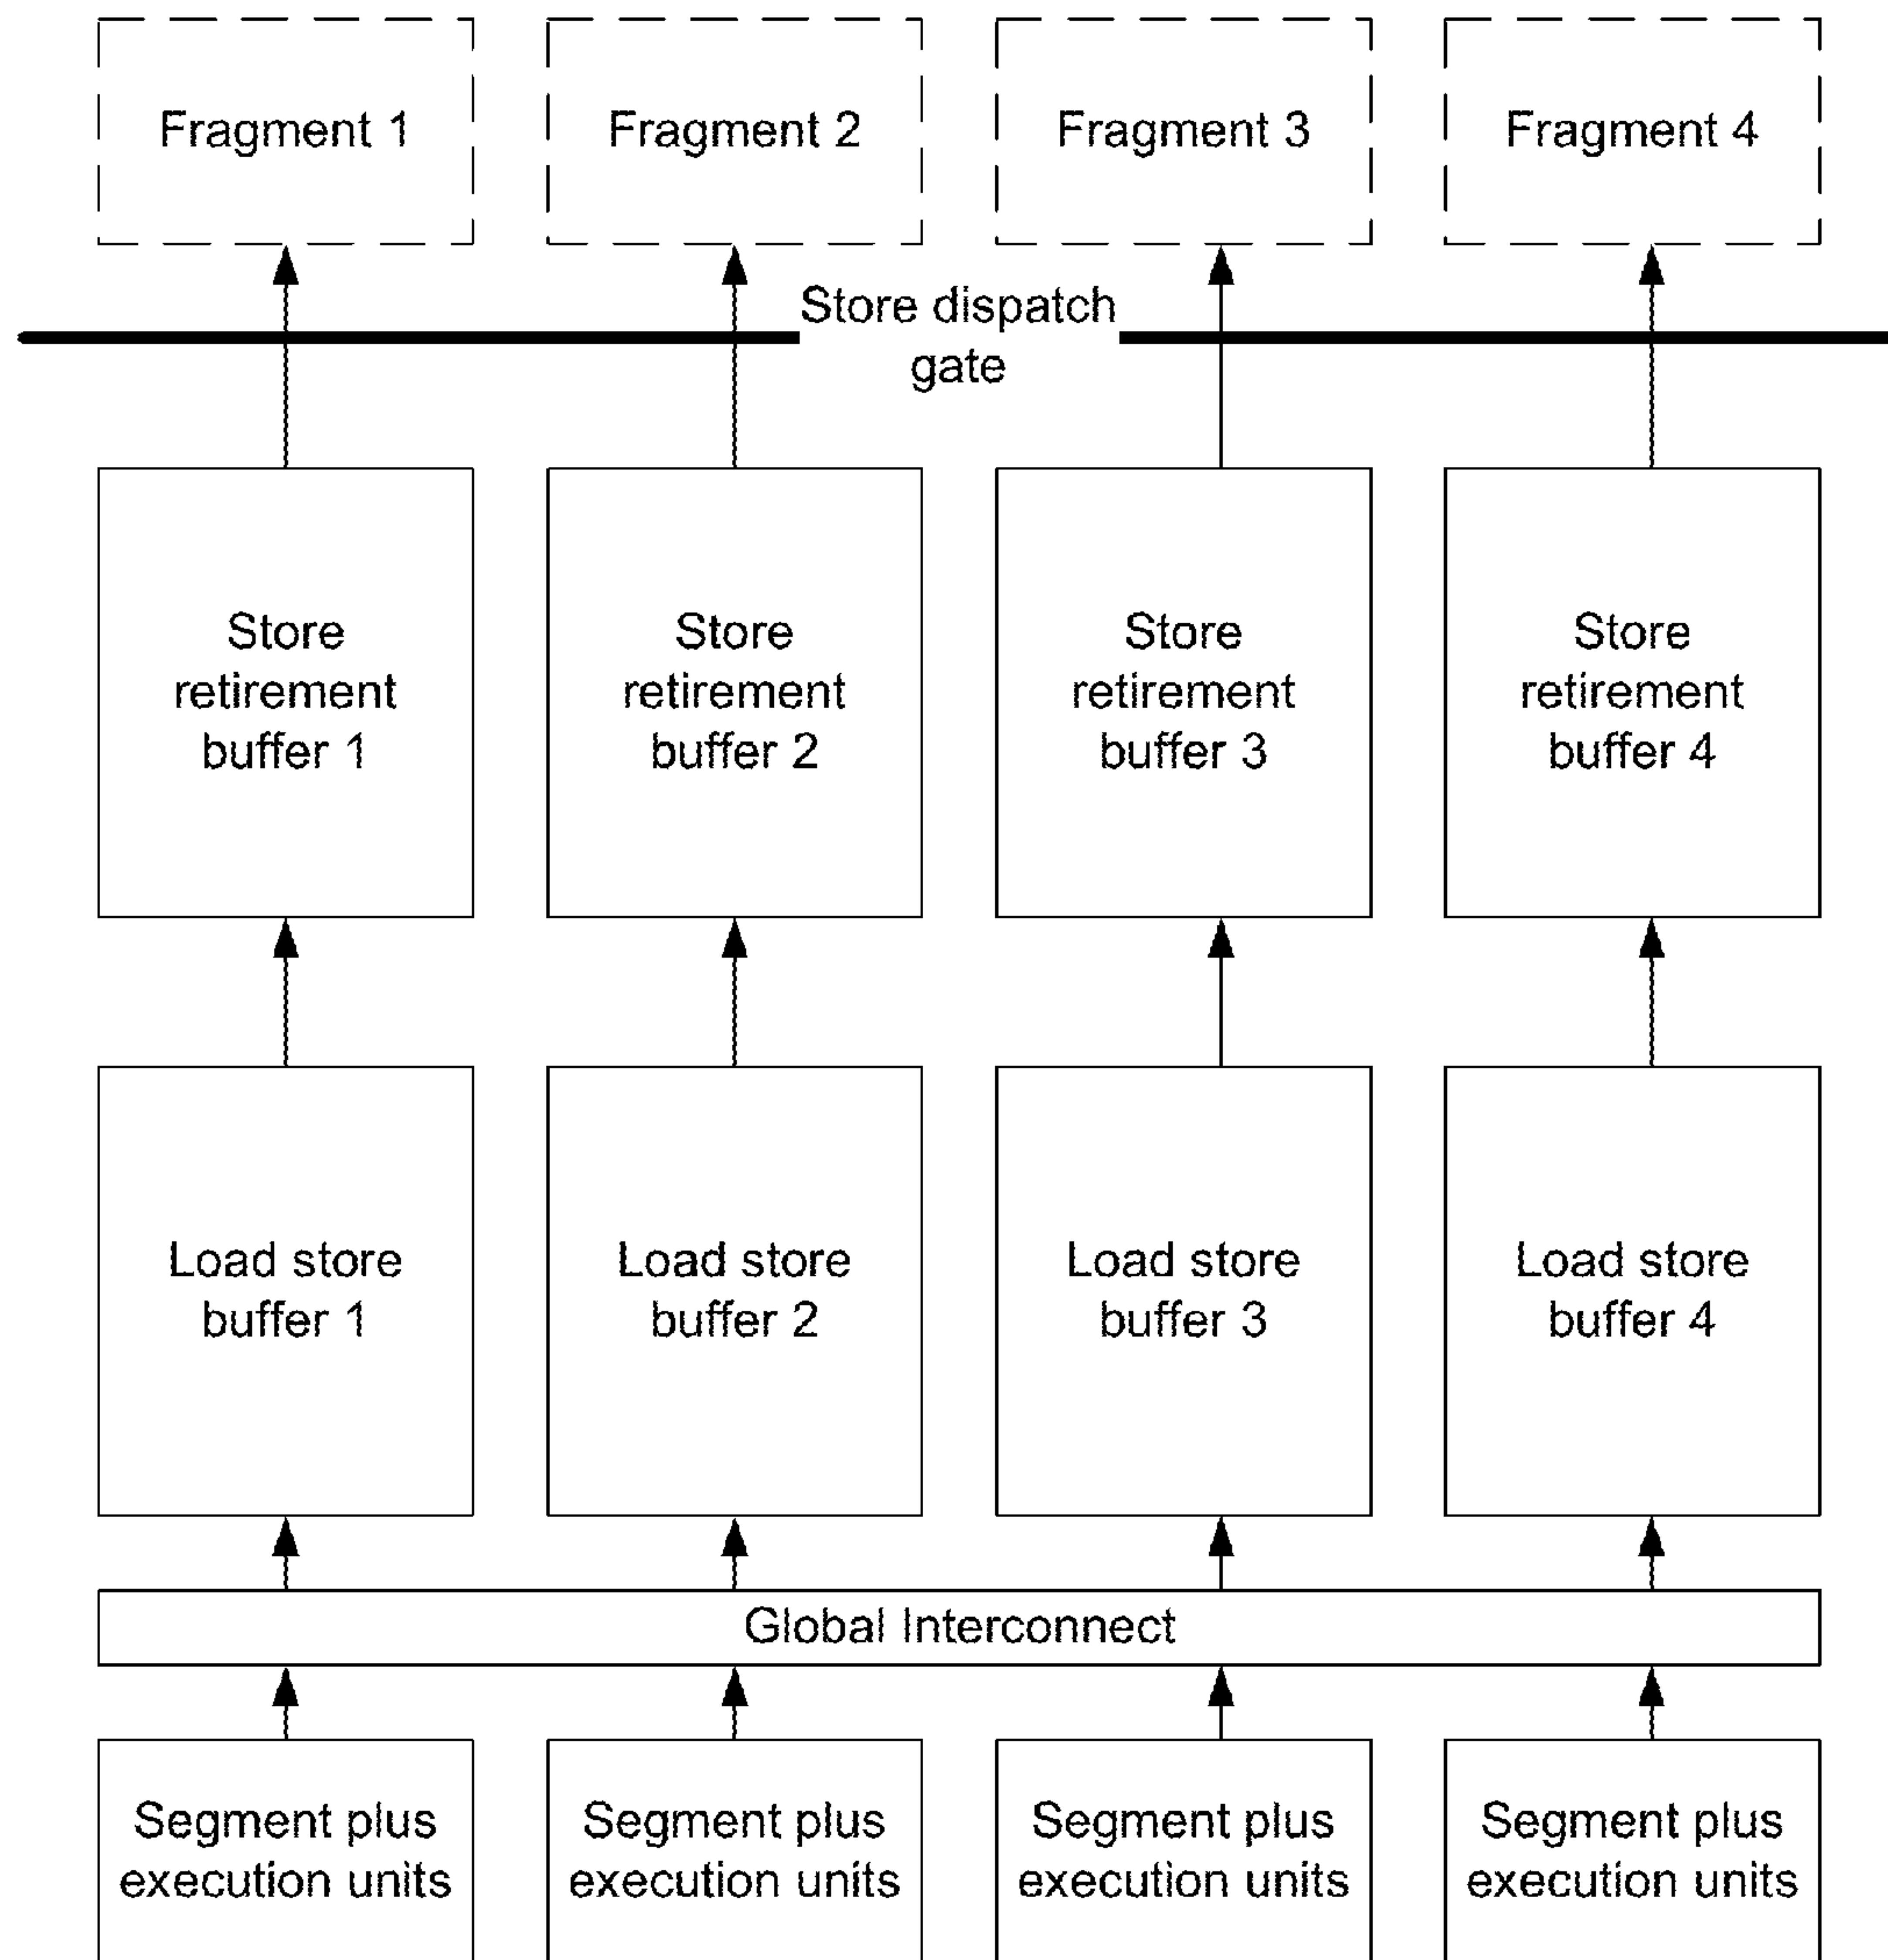 Fragment 1
Fragment 2
Fragment 3
Fragment 4
Store dispatch
gate
Store
retirement
buffer 1
Store
retirement
buffer 2
Store
retirement
buffer 3
Store
retirement
buffer 4
Load store
buffer 1
Load store
buffer 2
Load store
buffer 3
Load store
buffer 4
Global Interconnect
Segment plus
execution units
Segment plus
execution units
Segment plus
execution units
Segment plus
execution units